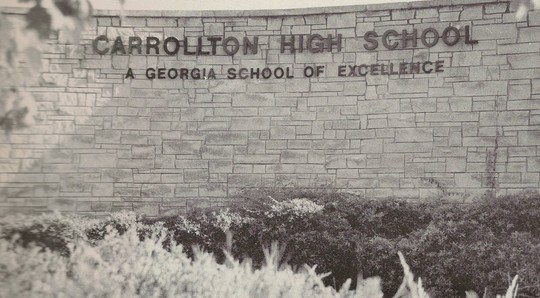 CARROLLTON HIGH SCHOOL
A GEORGIA SCHOOL OF EXCELLENCE